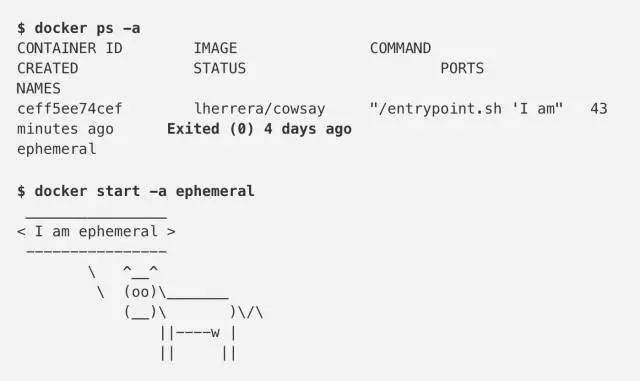 $ docker ps -a
CONTAINER ID        IMAGE               COMMAND
CREATED             STATUS                      PORTS
NAMES
ceff5ee74cef        lherrera/cowsay     "/entrypoint.sh 'I am"   43
minutes ago      Exited (0) 4 days ago
ephemeral

$ docker start -a ephemeral
 ________________
< I am ephemeral >
 ----------------
        \   ^__^
         \  (oo)\_______
            (__)\       )\/\
                ||----w |
                ||     ||